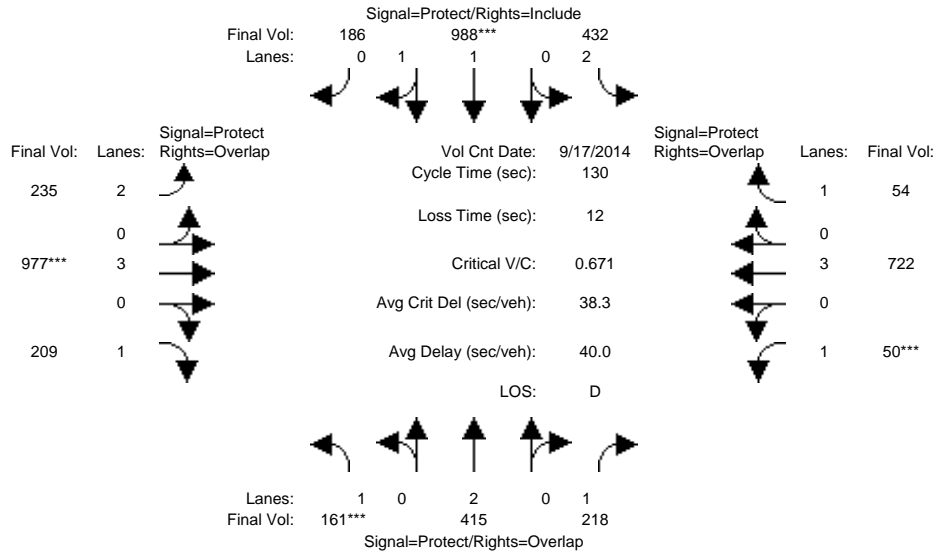 Signal=Protect/Rights=Include
Final Vol: 186 988*** 432
Lanes: 0 1 1 0 2
Signal=Protect Signal=Protect
Final Vol: Lanes: Rights=Overlap Vol Cnt Date: 9/17/2014 Rights=Overlap Lanes: Final Vol:
Cycle Time (sec): 130
235 2 1 54
Loss Time (sec): 12
0 0
977*** 3 Critical V/C: 0.671 3 722
0 Avg Crit Del (sec/veh): 38.3 0
209 1 Avg Delay (sec/veh): 40.0 1 50***
LOS: D
Lanes: 1 0 2 0 1
Final Vol: 161*** 415 218
Signal=Protect/Rights=Overlap